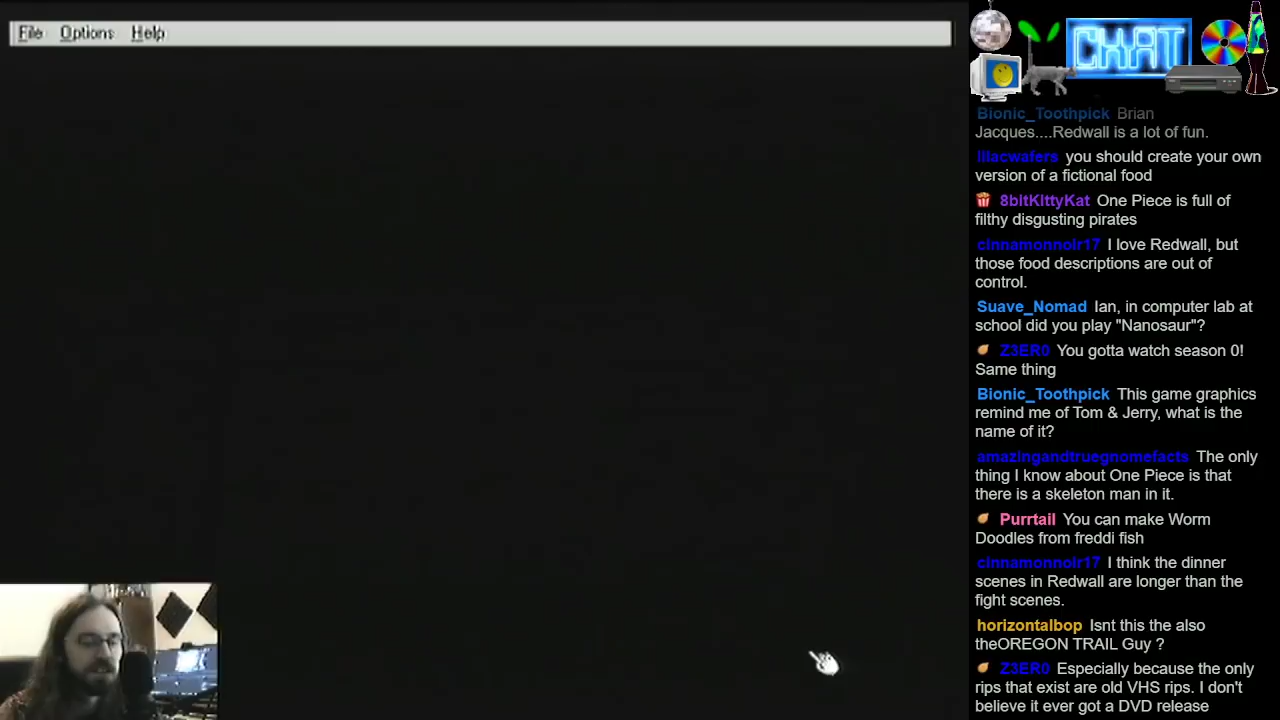 File Options Help
CHAT
Bionic_Toothpick Brian
Jacques....Redwall is a lot of fun.
lilacwafers you should create your own
version of a fictional food
8bitKittyKat One Piece is full of
filthy disgusting pirates
cinnamonnoir17 I love Redwall, but
those food descriptions are out of
control.
Suave_Nomad Ian, in computer lab at
school did you play "Nanosaur"?
Z3ER0 You gotta watch season 0!
Same thing
Bionic_Toothpick This game graphics
remind me of Tom & Jerry, what is the
name of it?
amazingandtruegnomefacts The only
thing I know about One Piece is that
there is a skeleton man in it.
Purrtail You can make Worm
Doodles from freddi fish
cinnamonnoir17 I think the dinner
scenes in Redwall are longer than the
fight scenes.
horizontalbop Isnt this the also
theOREGON TRAIL Guy ?
Z3ER0 Especially because the only
rips that exist are old VHS rips. I don't
believe it ever got a DVD release